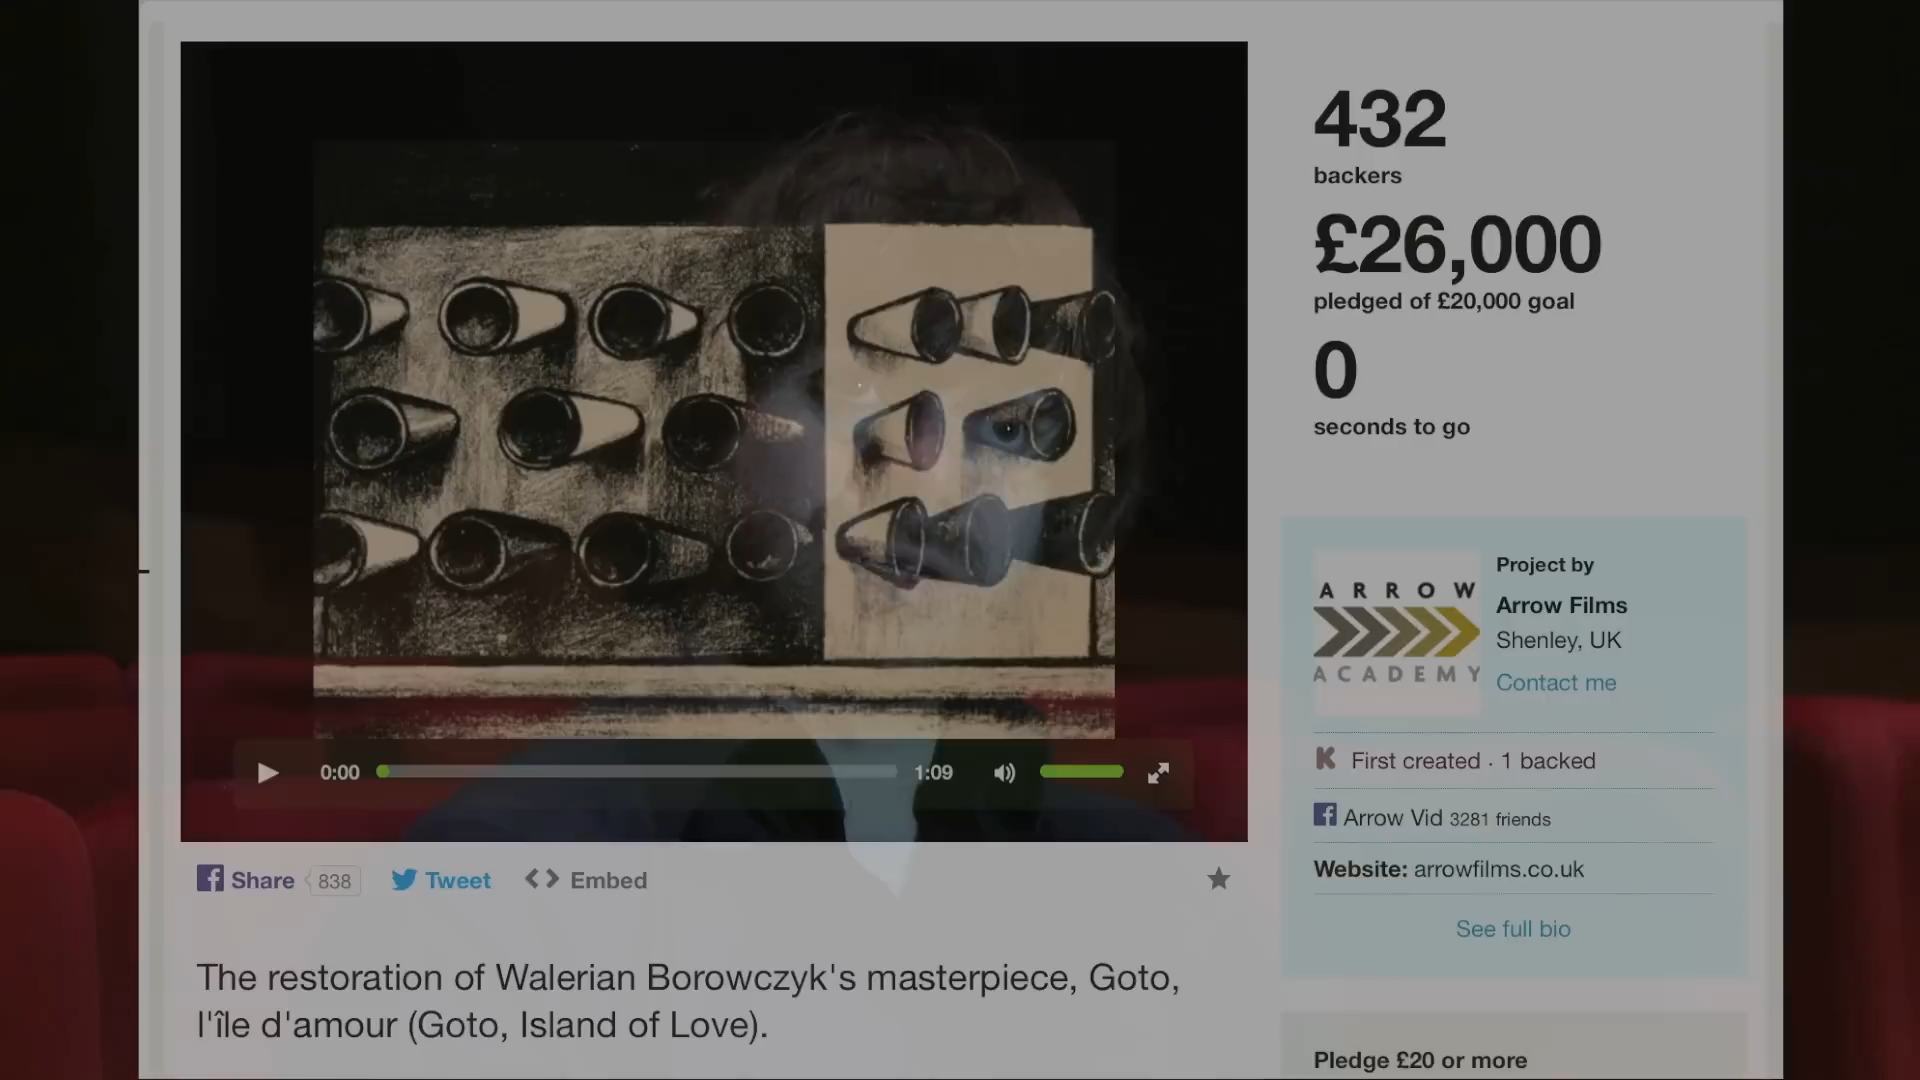 432
backers
£26,000
pledged of £20,000 goal
0
seconds to go
ARROW
ACADEMY
Project by
Arrow Films
Shenley, UK
Contact me
First created · 1 backed
Arrow Vid 3281 friends
Website: arrowfilms.co.uk
See full bio
0:00
1:09
Share 838 Tweet Embed
The restoration of Walerian Borowczyk's masterpiece, Goto,
l'île d'amour (Goto, Island of Love).
Pledge £20 or more